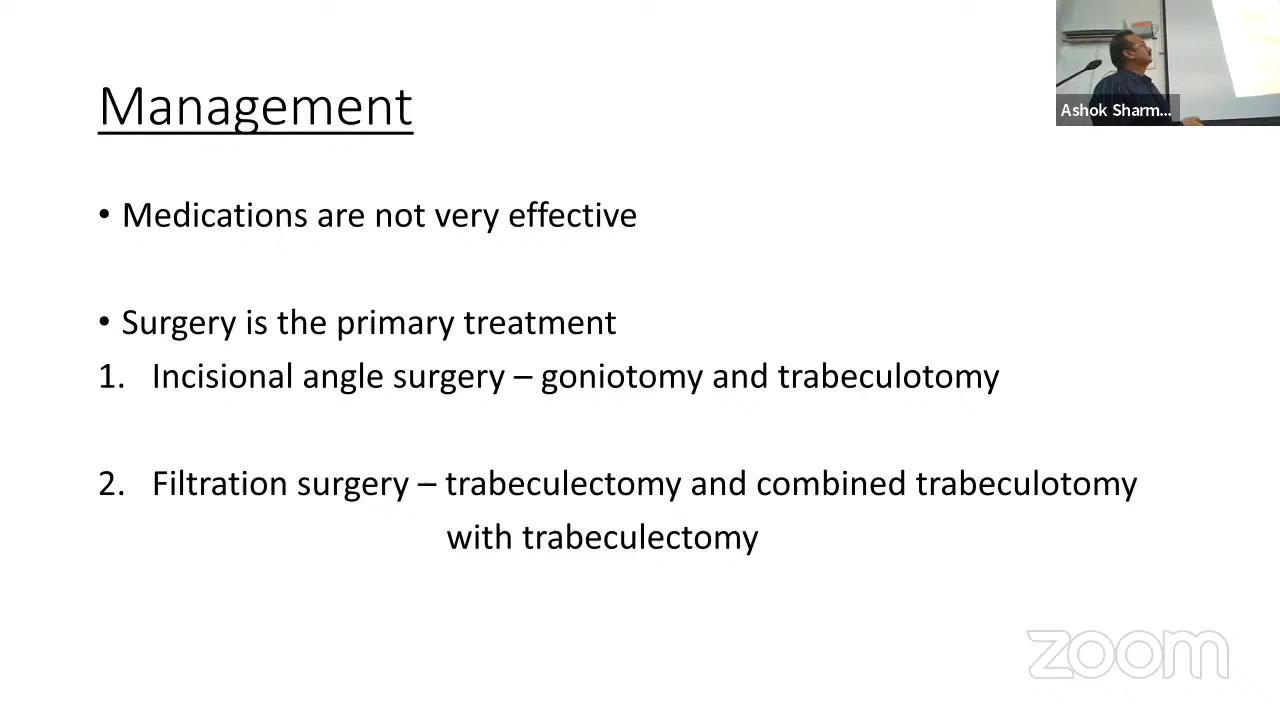 Management
• Medications are not very effective
• Surgery is the primary treatment
1. Incisional angle surgery – goniotomy and trabeculotomy
2. Filtration surgery – trabeculectomy and combined trabeculotomy
with trabeculectomy
Ashok Sharm...
zoom